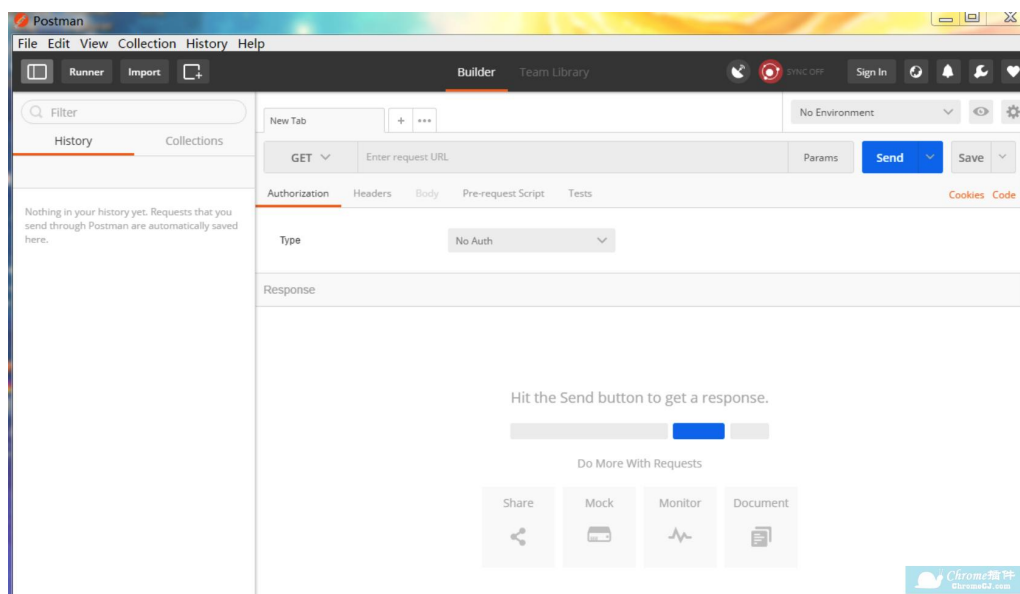 Postman
File Edit View Collection History Help
Runner Import Builder Team Library SYNC OFF Sign In
Filter
History Collections
Nothing in your history yet. Requests that you
send through Postman are automatically saved
here.
New Tab + ••• No Environment
GET Enter request URL Params Send Save
Authorization Headers Body Pre-request Script Tests Cookies Code
Type No Auth
Response
Hit the Send button to get a response.
Do More With Requests
Share Mock Monitor Document
Chrome插件
ChromeCJ.com